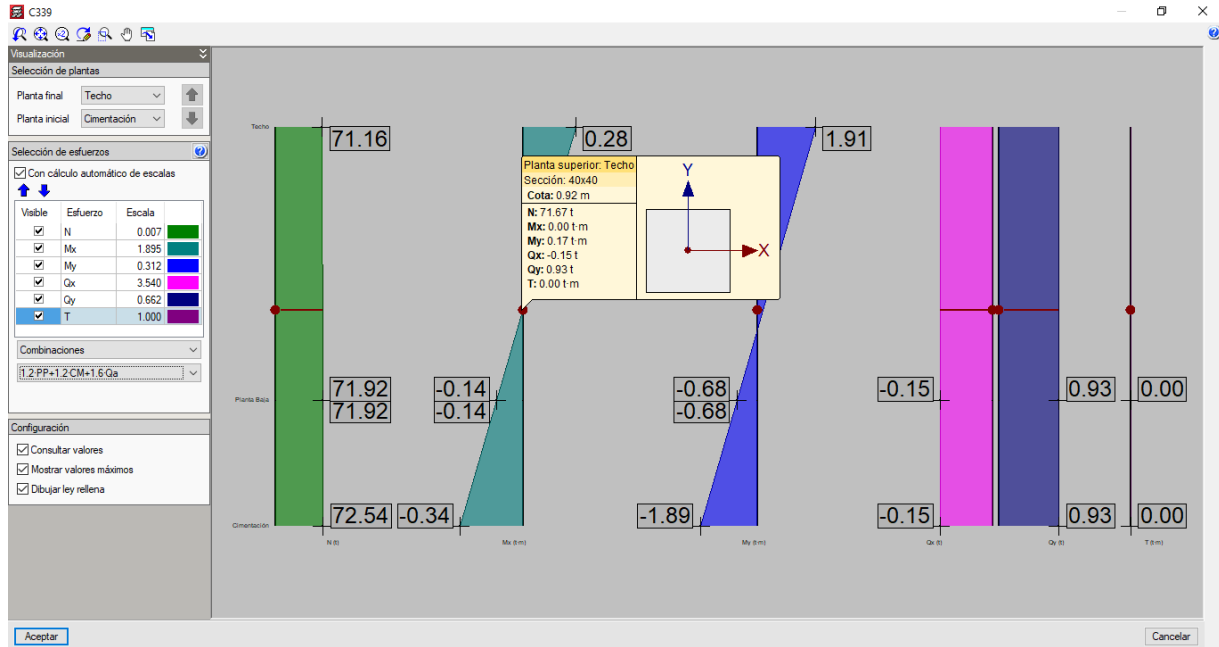 C339
Visualización
Selección de plantas
Planta final
Techo
Planta inicial
Cimentación
Selección de esfuerzos
Con cálculo automático de escalas
Visible Esfuerzo Escala
N 0.007
Mx 1.895
My 0.312
Qx 3.540
Qy 0.662
T 1.000
Combinaciones
1.2·PP+1.2·CM+1.6·Qa
Configuración
Consultar valores
Mostrar valores máximos
Dibujar ley rellena
Techo
71.16
0.28
1.91
Planta superior: Techo
Sección: 40x40
Cota: 0.92 m
N: 71.67 t
Mx: 0.00 t·m
My: 0.17 t·m
Qx: -0.15 t
Qy: 0.93 t
T: 0.00 t·m
Y
X
Planta Baja
71.92
71.92
-0.14
-0.14
-0.68
-0.68
-0.15
0.93
0.00
Cimentación
72.54
-0.34
-1.89
-0.15
0.93
0.00
N (t)
Mx (t·m)
My (t·m)
Qx (t)
Qy (t)
T (t·m)
Aceptar
Cancelar